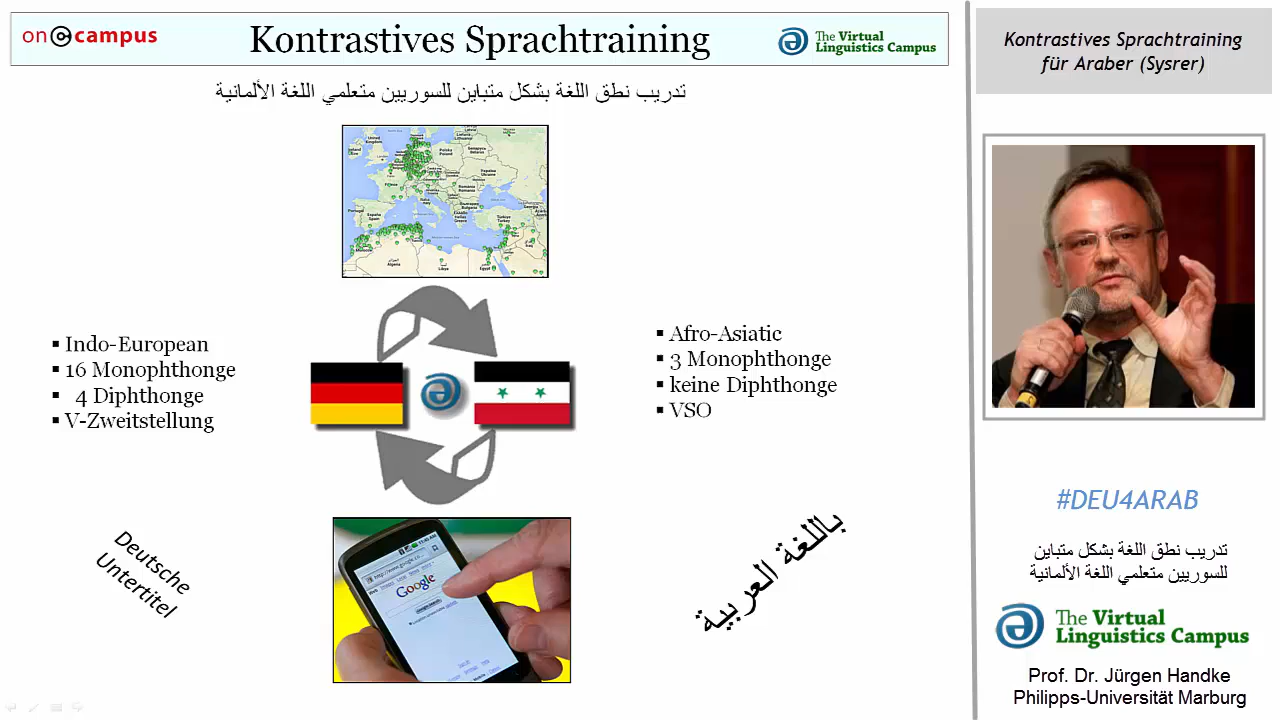 on campus
Kontrastives Sprachtraining
The Virtual
Linguistics Campus
تدريب نطق اللغة بشكل متباين للسوريين متعلمي اللغة الألمانية
Indo-European
16 Monophthonge
4 Diphthonge
V-Zweitstellung
Afro-Asiatic
3 Monophthonge
keine Diphthonge
VSO
Deutsche
Untertitel
Google
باللغة العربية
Kontrastives Sprachtraining
für Araber (Sysrer)
#DEU4ARAB
تدريب نطق اللغة بشكل متباين
للسوريين متعلمي اللغة الألمانية
The Virtual
Linguistics Campus
Prof. Dr. Jürgen Handke
Philipps-Universität Marburg